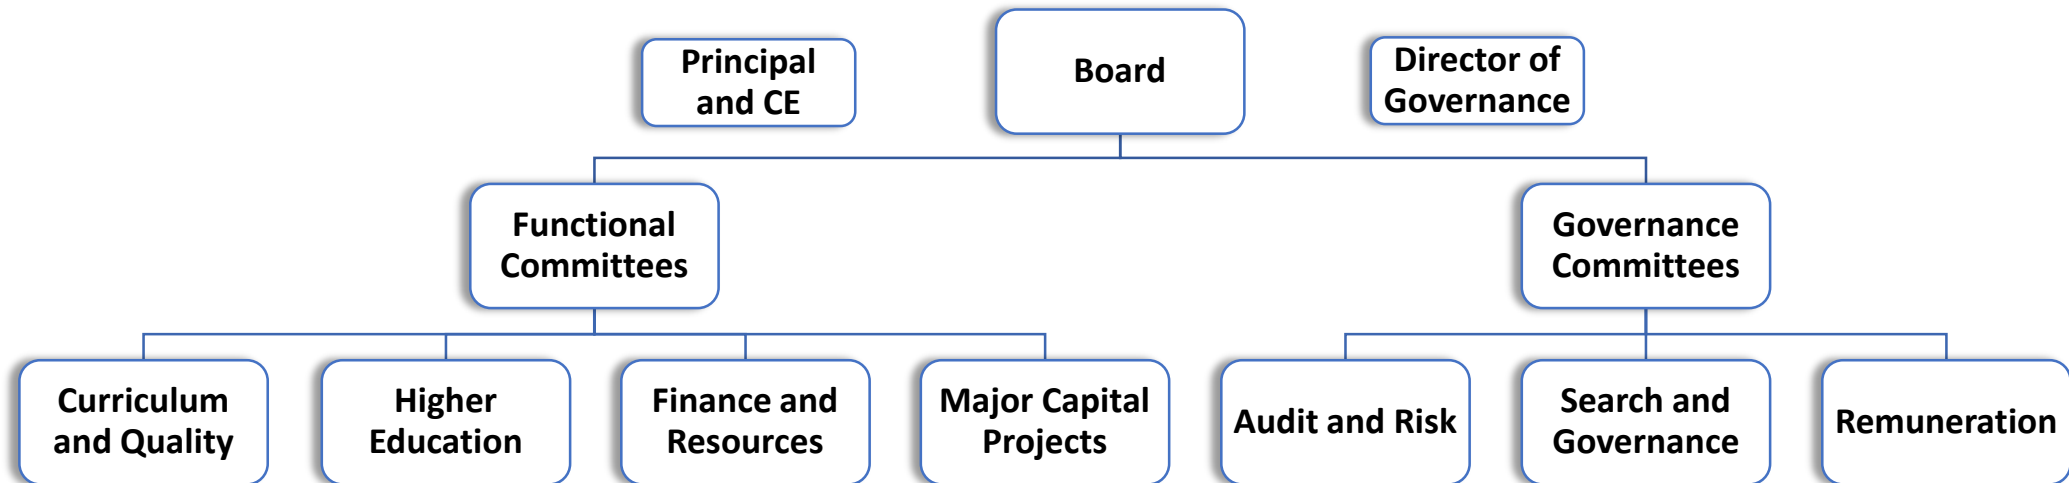 Principal
and CE
Board
Director of
Governance
Functional
Committees
Governance
Committees
Curriculum
and Quality
Higher
Education
Finance and
Resources
Major Capital
Projects
Audit and Risk
Search and
Governance
Remuneration